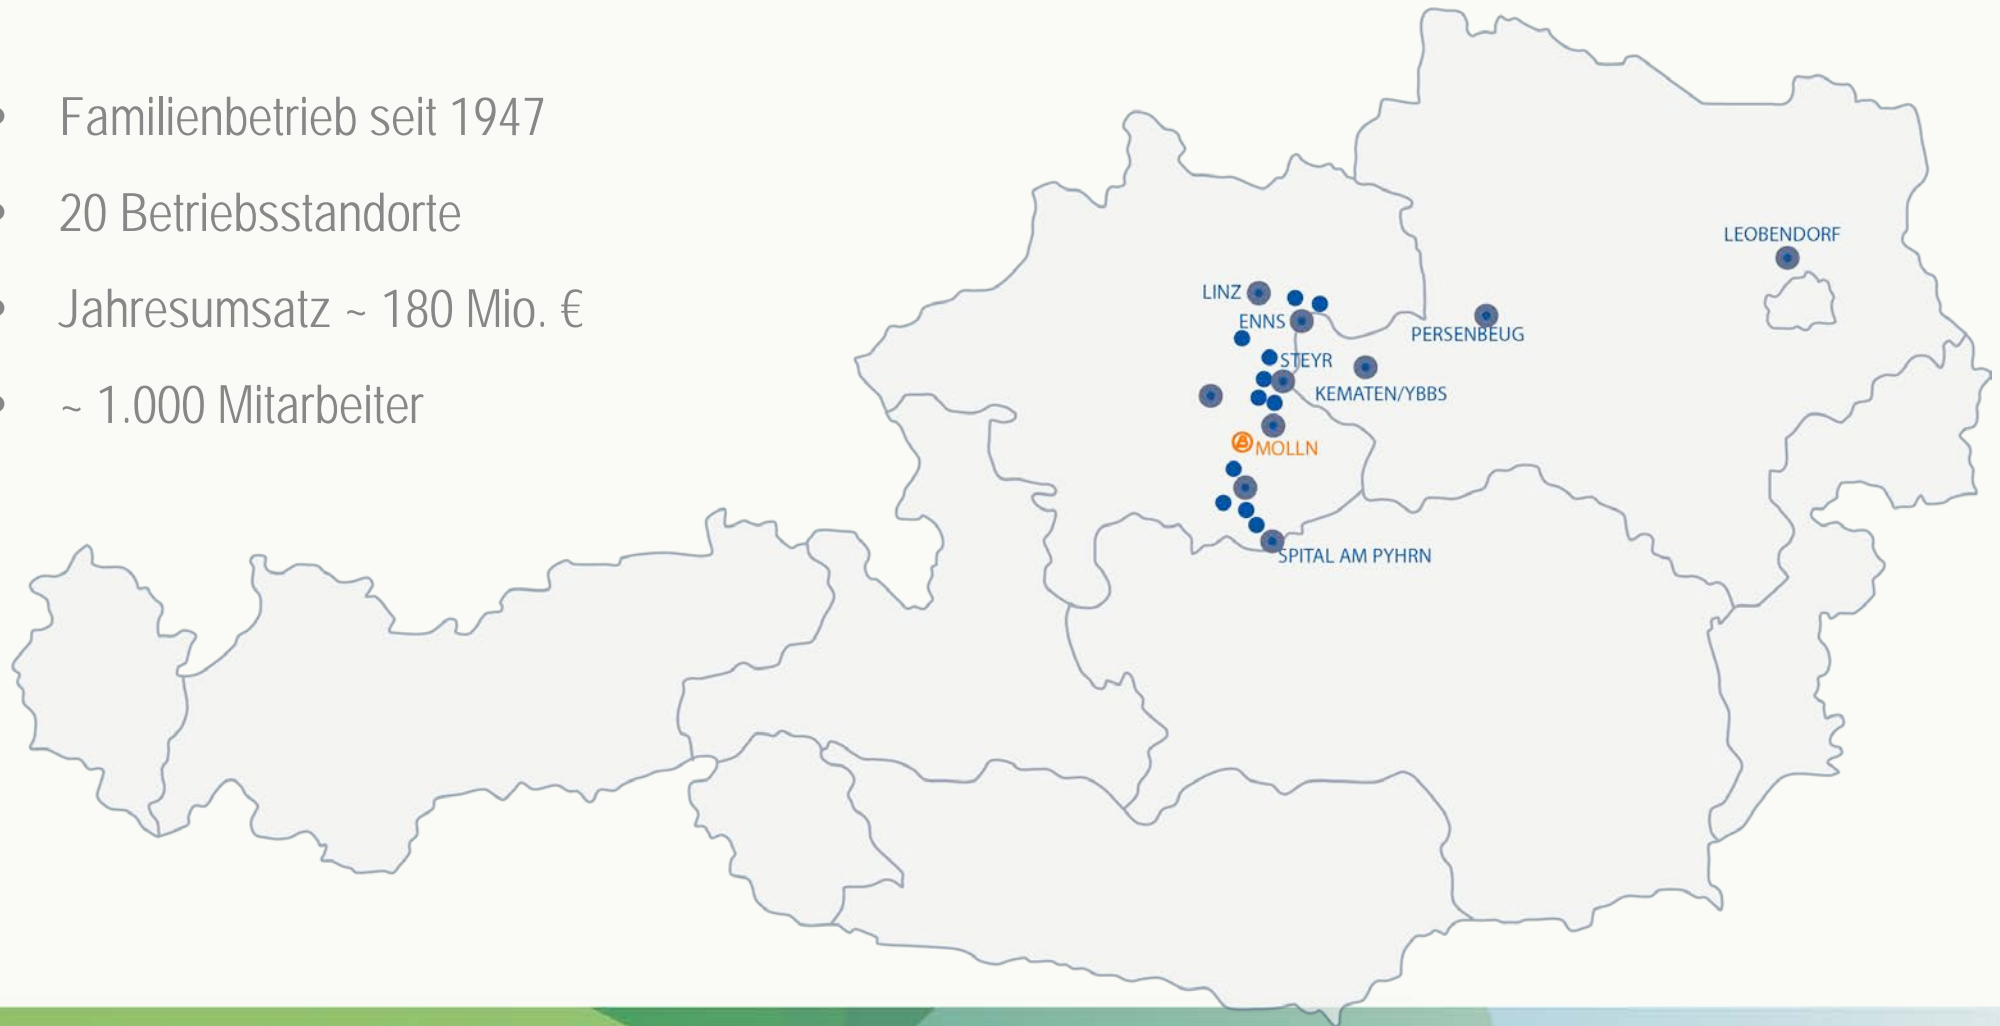 • Familienbetrieb seit 1947
• 20 Betriebsstandorte
• Jahresumsatz ~ 180 Mio. €
• ~ 1.000 Mitarbeiter
LEOBENDORF
LINZ
ENNS
PERSENBEUG
STEYR
KEMATEN/YBBS
MOLLN
SPITAL AM PYHRN